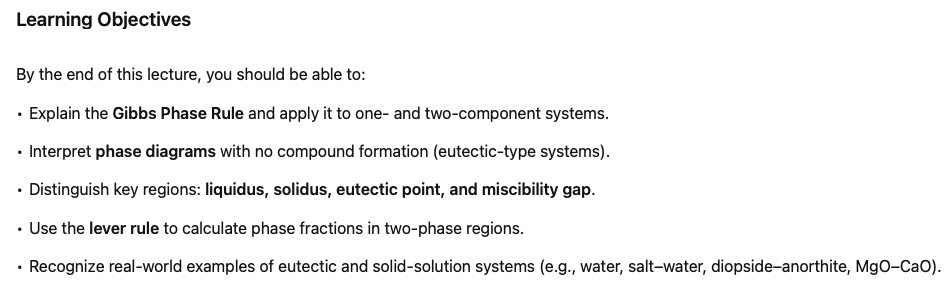 Learning Objectives
By the end of this lecture, you should be able to:
• Explain the Gibbs Phase Rule and apply it to one- and two-component systems.
• Interpret phase diagrams with no compound formation (eutectic-type systems).
• Distinguish key regions: liquidus, solidus, eutectic point, and miscibility gap.
• Use the lever rule to calculate phase fractions in two-phase regions.
• Recognize real-world examples of eutectic and solid-solution systems (e.g., water, salt–water, diopside–anorthite, MgO–CaO).